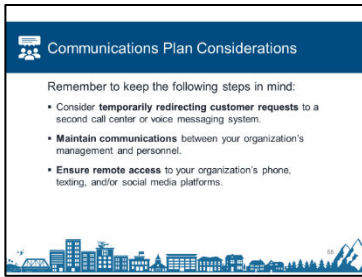 Communications Plan Considerations
Remember to keep the following steps in mind:
▪ Consider temporarily redirecting customer requests to a
second call center or voice messaging system.
▪ Maintain communications between your organization's
management and personnel.
▪ Ensure remote access to your organization's phone,
texting, and/or social media platforms.